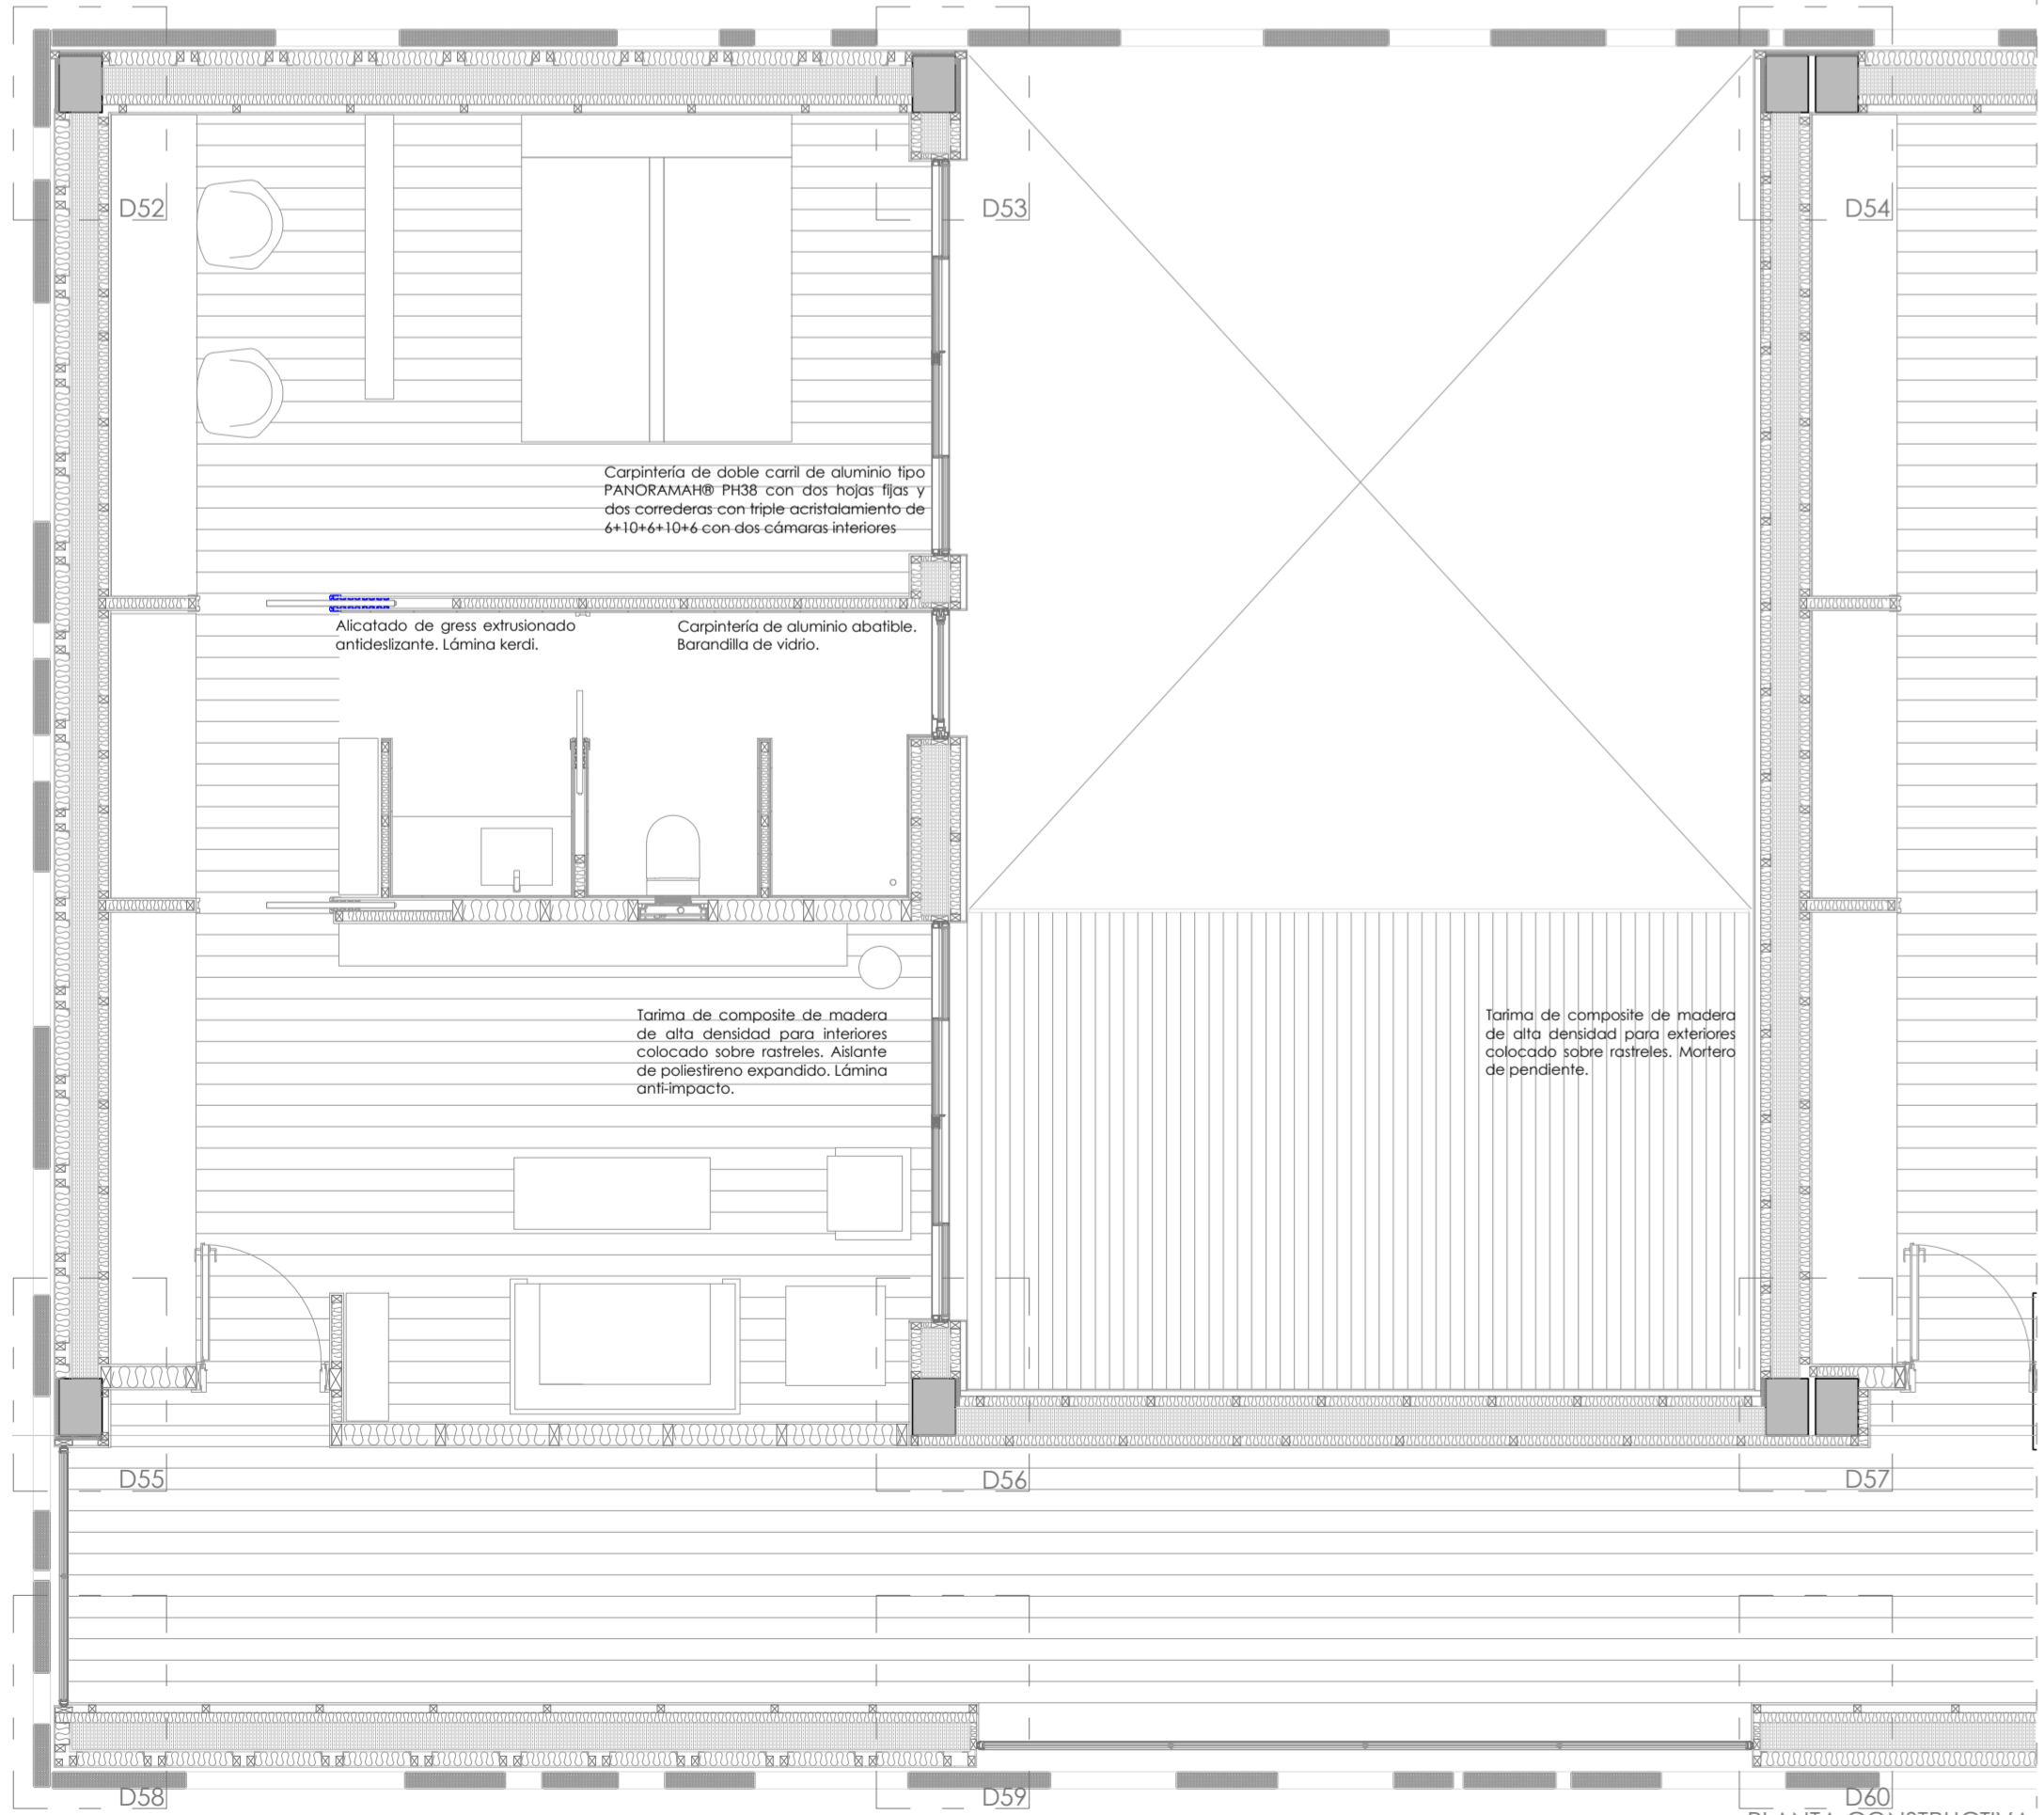 D52
D53
D54
Carpintería de doble carril de aluminio tipo
PANORAMAH® PH38 con dos hojas fijas y
dos correderas con triple acristalamiento de
6+10+6+10+6 con dos cámaras interiores
Alicatado de gress extrusionado
antideslizante. Lámina kerdi.
Carpintería de aluminio abatible.
Barandilla de vidrio.
Tarima de composite de madera
de alta densidad para interiores
colocado sobre rastreles. Aislante
de poliestireno expandido. Lámina
anti-impacto.
Tarima de composite de madera
de alta densidad para exteriores
colocado sobre rastreles. Mortero
de pendiente.
D55
D56
D57
D58
D59
D60
PLANTA CONSTRUCTIVA